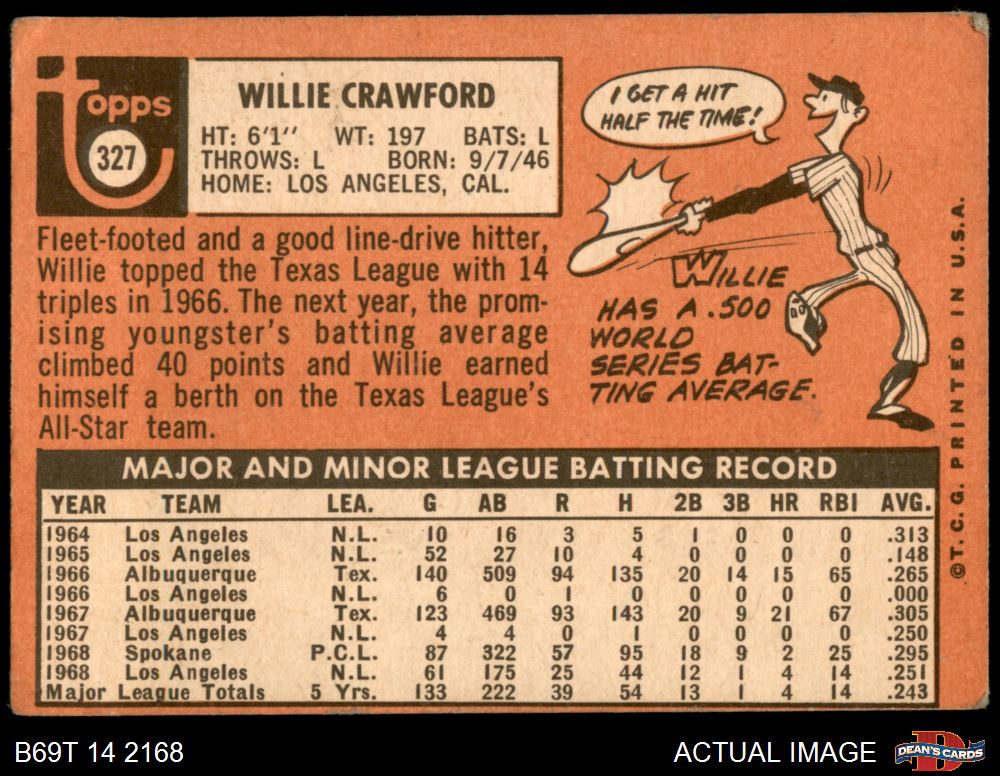 Topps
327
WILLIE CRAWFORD
HT: 6'1'' WT: 197 BATS: L
THROWS: L BORN: 9/7/46
HOME: LOS ANGELES, CAL.
Fleet-footed and a good line-drive hitter,
Willie topped the Texas League with 14
triples in 1966. The next year, the prom-
ising youngster's batting average
climbed 40 points and Willie earned
himself a berth on the Texas League's
All-Star team.
I GET A HIT
HALF THE TIME!
WILLIE
HAS A .500
WORLD
SERIES BAT-
TING AVERAGE.
MAJOR AND MINOR LEAGUE BATTING RECORD
YEAR TEAM LEA. G AB R H 2B 3B HR RBI AVG.
1964 Los Angeles N.L. 10 16 3 5 1 0 0 0 .313
1965 Los Angeles N.L. 52 27 10 4 0 0 0 0 .148
1966 Albuquerque Tex. 140 509 94 135 20 14 15 65 .265
1966 Los Angeles N.L. 6 0 1 0 0 0 0 0 .000
1967 Albuquerque Tex. 123 469 93 143 20 9 21 67 .305
1967 Los Angeles N.L. 4 4 0 1 0 0 0 0 .250
1968 Spokane P.C.L. 87 322 57 95 18 9 2 25 .295
1968 Los Angeles N.L. 61 175 25 44 12 1 4 14 .251
Major League Totals 5 Yrs. 133 222 39 54 13 1 4 14 .243
©T.C.G. PRINTED IN U.S.A.
B69T 14 2168
ACTUAL IMAGE
DEAN'S CARDS